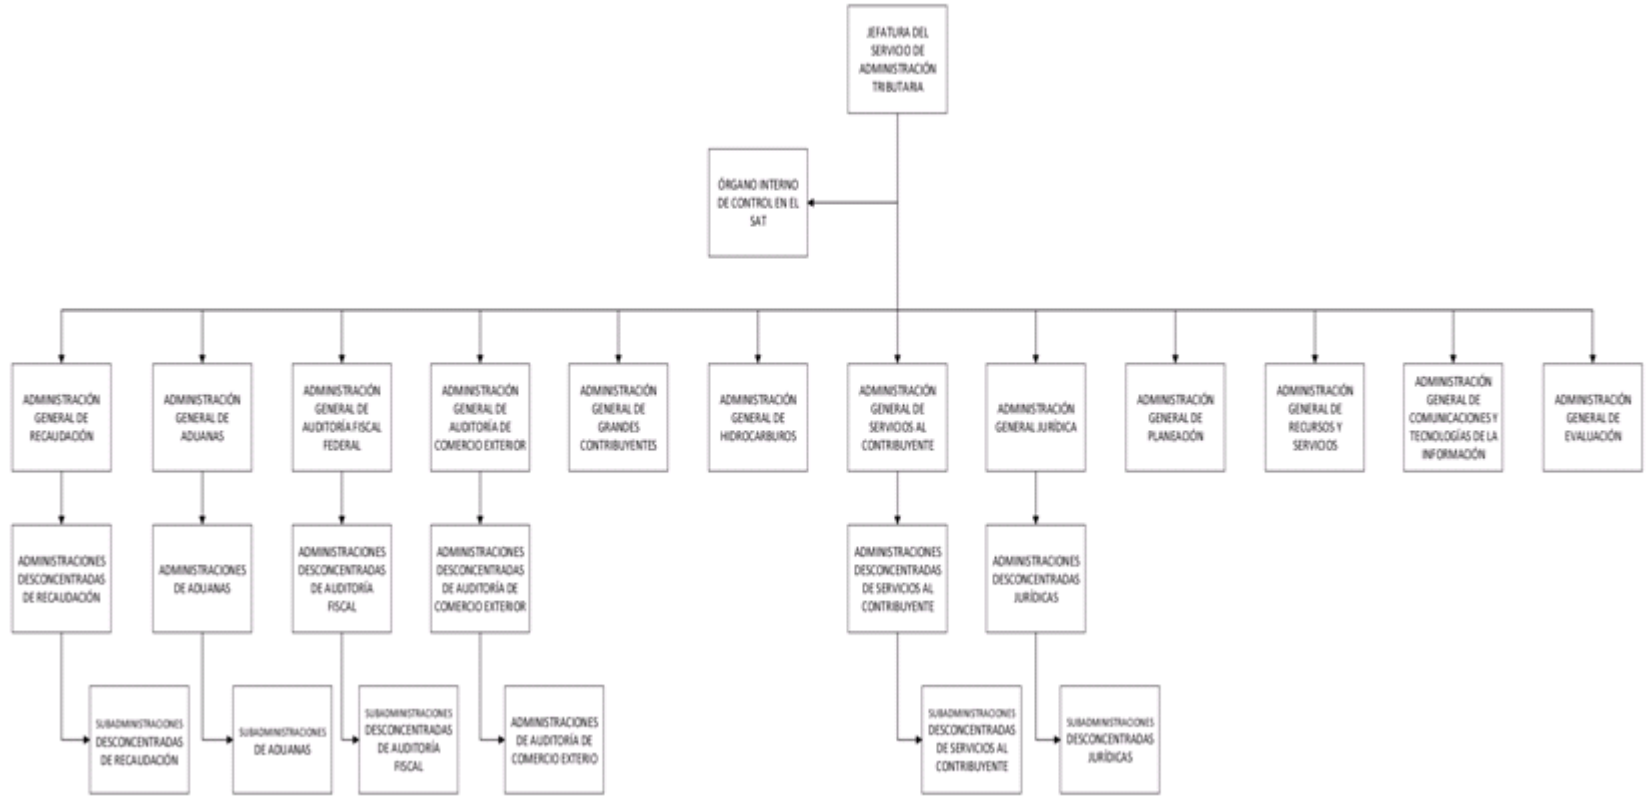 JEFATURA DEL
SERVICIO DE
ADMINISTRACIÓN
TRIBUTARIA
ÓRGANO INTERNO
DE CONTROL EN EL
SAT
ADMINISTRACIÓN
GENERAL DE
RECAUDACIÓN
ADMINISTRACIÓN
GENERAL DE
ADUANAS
ADMINISTRACIÓN
GENERAL DE
AUDITORÍA FISCAL
FEDERAL
ADMINISTRACIÓN
GENERAL DE
AUDITORÍA DE
COMERCIO EXTERIOR
ADMINISTRACIÓN
GENERAL DE
GRANDES
CONTRIBUYENTES
ADMINISTRACIÓN
GENERAL DE
HIDROCARBUROS
ADMINISTRACIÓN
GENERAL DE
SERVICIOS AL
CONTRIBUYENTE
ADMINISTRACIÓN
GENERAL JURÍDICA
ADMINISTRACIÓN
GENERAL DE
PLANEACIÓN
ADMINISTRACIÓN
GENERAL DE
RECURSOS Y
SERVICIOS
ADMINISTRACIÓN
GENERAL DE
COMUNICACIONES Y
TECNOLOGÍAS DE LA
INFORMACIÓN
ADMINISTRACIÓN
GENERAL DE
EVALUACIÓN
ADMINISTRACIONES
DESCONCENTRADAS
DE RECAUDACIÓN
ADMINISTRACIONES
DE ADUANAS
ADMINISTRACIONES
DESCONCENTRADAS
DE AUDITORÍA
FISCAL
ADMINISTRACIONES
DESCONCENTRADAS
DE AUDITORÍA DE
COMERCIO EXTERIOR
ADMINISTRACIONES
DESCONCENTRADAS
DE SERVICIOS AL
CONTRIBUYENTE
ADMINISTRACIONES
DESCONCENTRADAS
JURÍDICAS
SUBADMINISTRACIONES
DESCONCENTRADAS
DE RECAUDACIÓN
SUBADMINISTRACIONES
DE ADUANAS
SUBADMINISTRACIONES
DESCONCENTRADAS
DE AUDITORÍA
FISCAL
ADMINISTRACIONES
DE AUDITORÍA DE
COMERCIO EXTERIO
SUBADMINISTRACIONES
DESCONCENTRADAS
DE SERVICIOS AL
CONTRIBUYENTE
SUBADMINISTRACIONES
DESCONCENTRADAS
JURÍDICAS